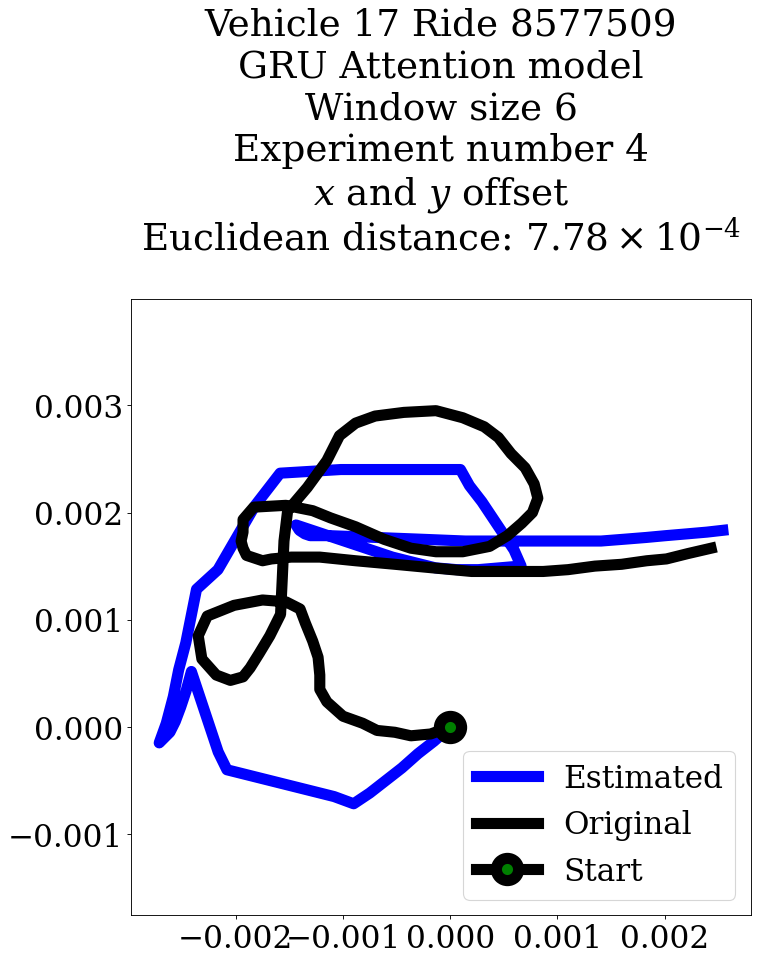 Vehicle 17 Ride 8577509
GRU Attention model
Window size 6
Experiment number 4
x and y offset
Euclidean distance: 7.78 × 10⁻⁴
0.003
0.002
0.001
0.000
−0.001
−0.002 −0.001 0.000 0.001 0.002
Estimated
Original
Start